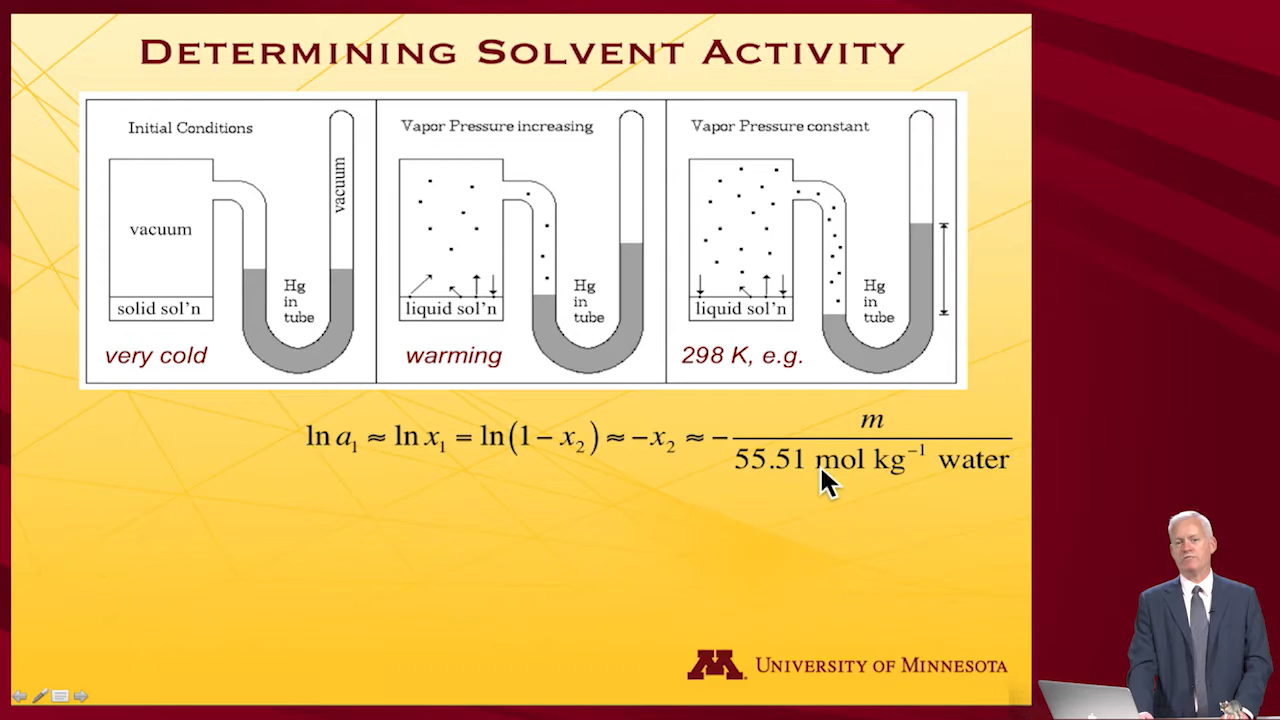 DETERMINING SOLVENT ACTIVITY
Initial Conditions
vacuum
vacuum
Hg
in
tube
solid sol'n
very cold
Vapor Pressure increasing
Hg
in
tube
liquid sol'n
warming
Vapor Pressure constant
Hg
in
tube
liquid sol'n
298 K, e.g.
ln a₁ ≈ ln x₁ = ln(1 − x₂) ≈ −x₂ ≈ − m / 55.51 mol kg⁻¹ water
M
UNIVERSITY OF MINNESOTA